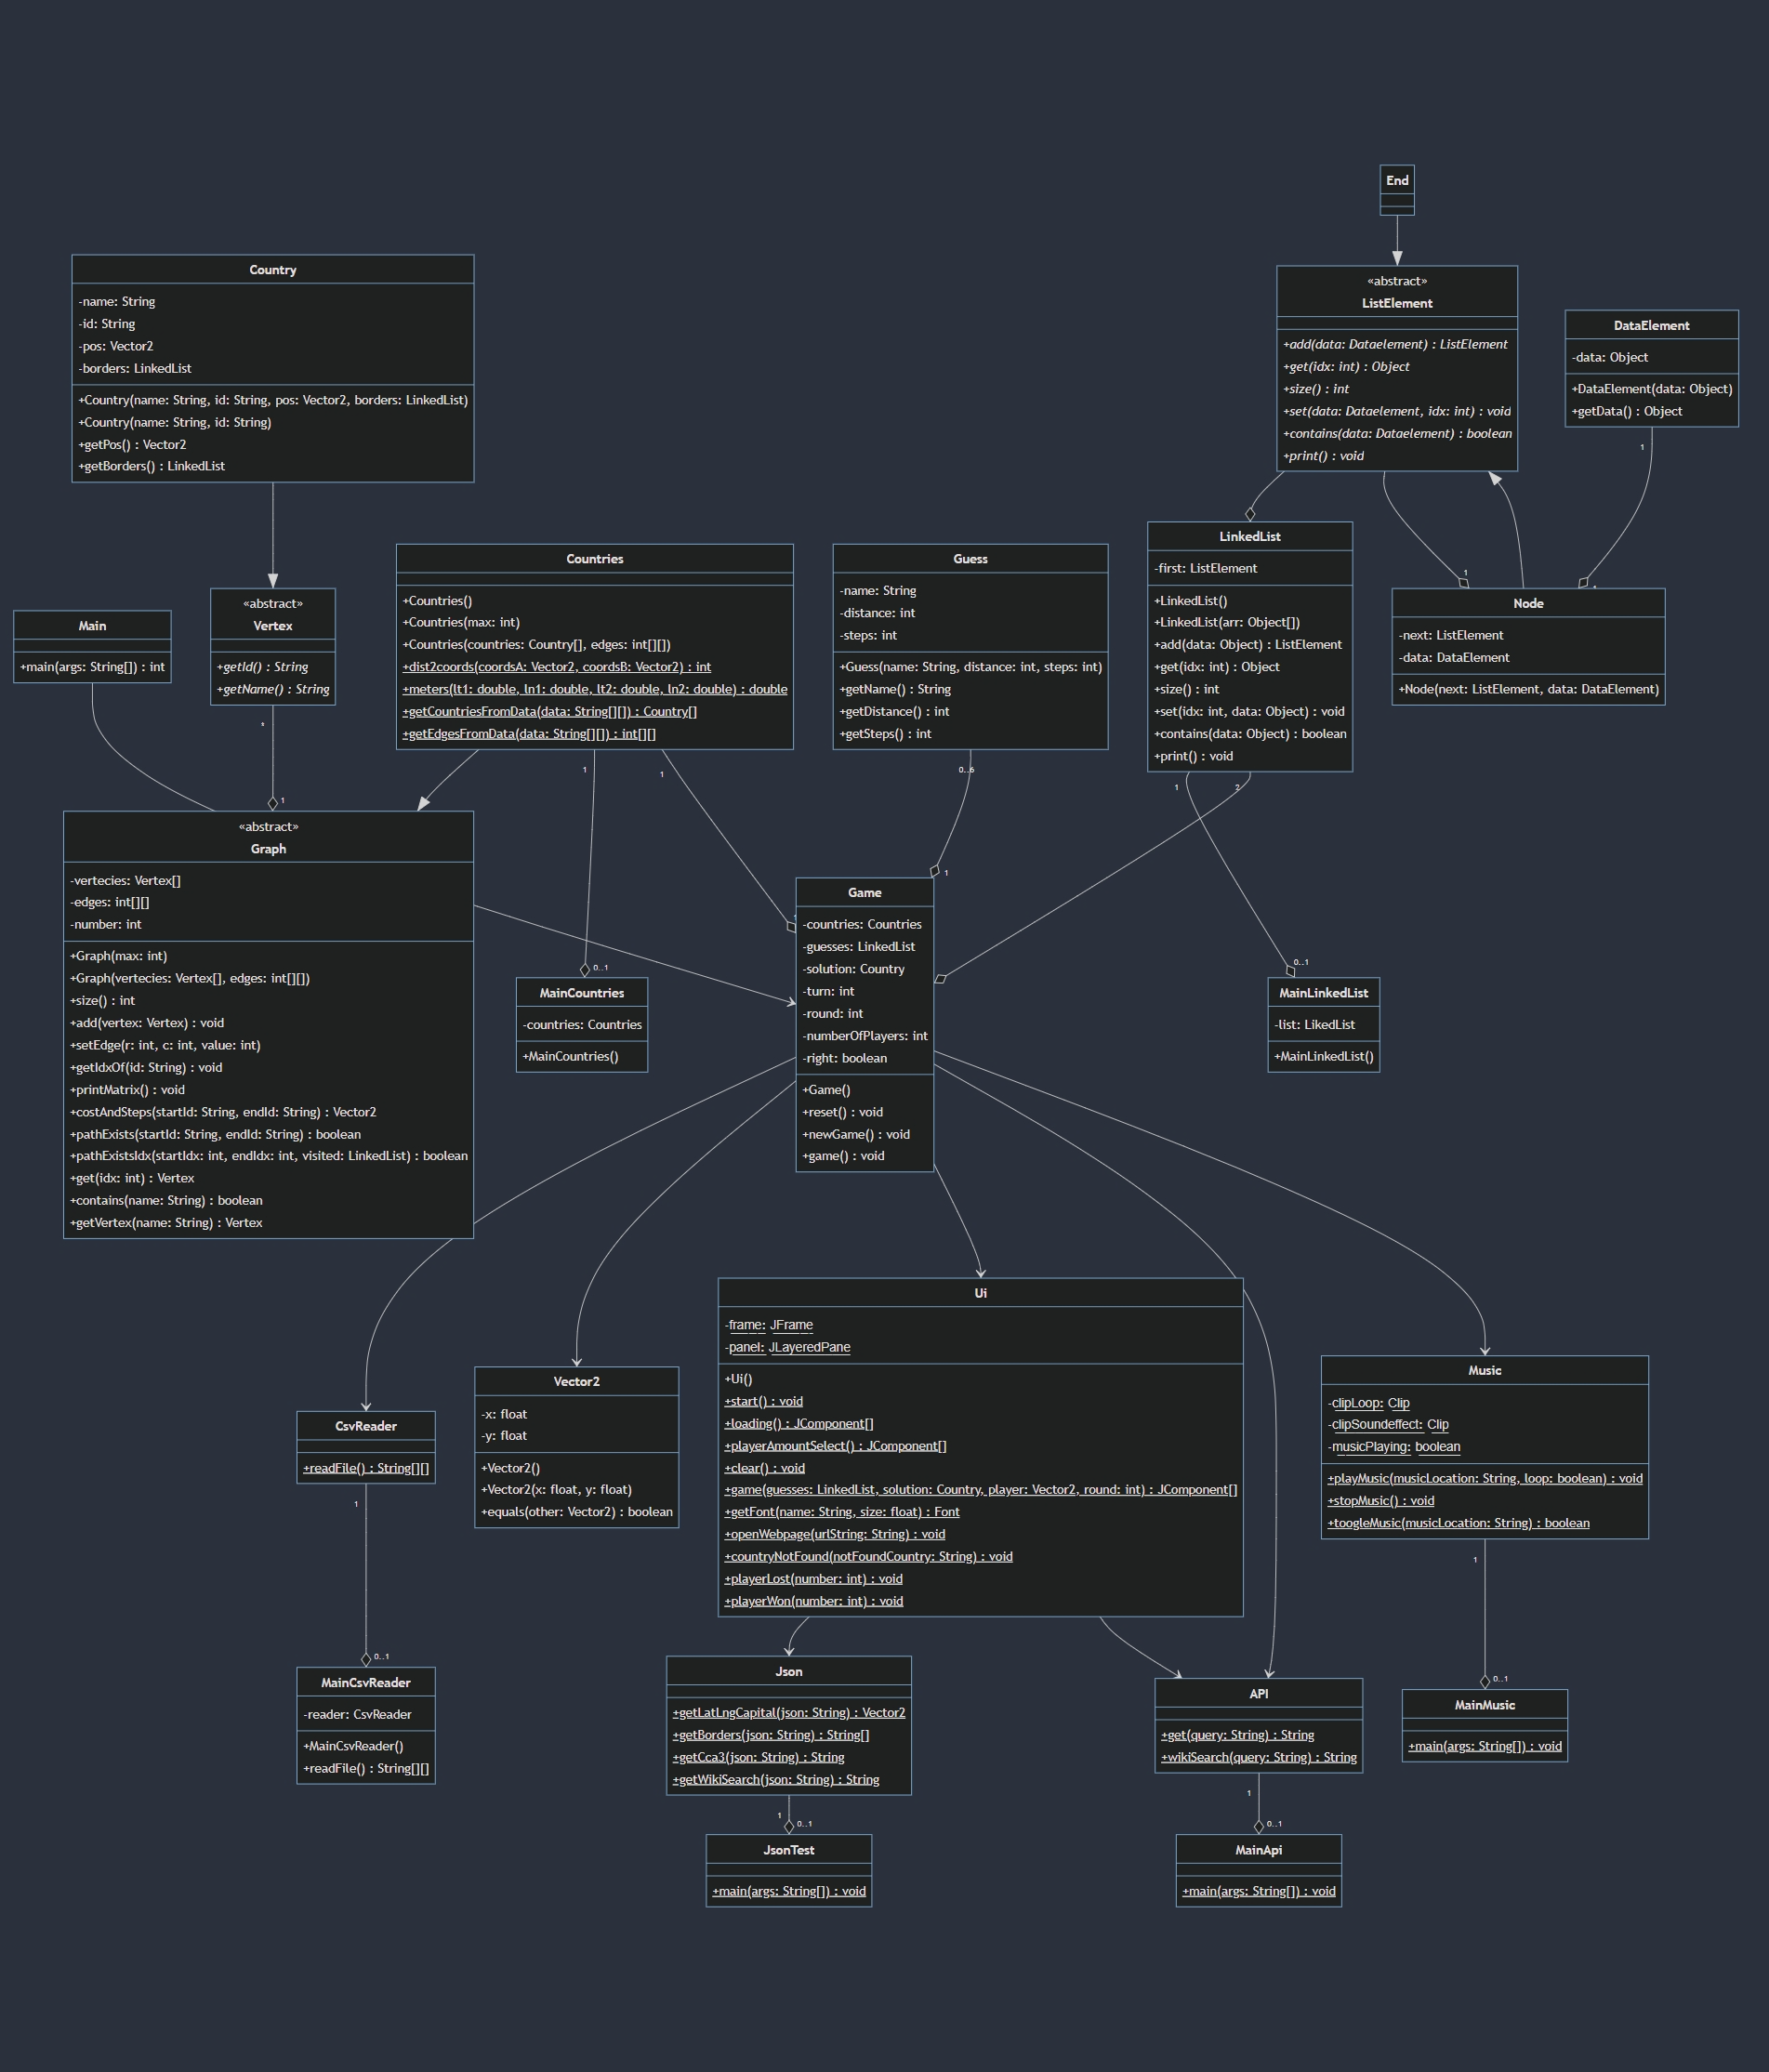 End
Country
-name: String
-id: String
-pos: Vector2
-borders: LinkedList
+Country(name: String, id: String, pos: Vector2, borders: LinkedList)
+Country(name: String, id: String)
+getPos() : Vector2
+getBorders() : LinkedList
«abstract»
ListElement
+add(data: Dataelement) : ListElement
+get(idx: int) : Object
+size() : int
+set(data: Dataelement, idx: int) : void
+contains(data: Dataelement) : boolean
+print() : void
DataElement
-data: Object
+DataElement(data: Object)
+getData() : Object
1
Main
+main(args: String[]) : int
«abstract»
Vertex
+getId() : String
+getName() : String
*
1
Countries
+Countries()
+Countries(max: int)
+Countries(countries: Country[], edges: int[][])
+dist2coords(coordsA: Vector2, coordsB: Vector2) : int
+meters(lt1: double, ln1: double, lt2: double, ln2: double) : double
+getCountriesFromData(data: String[][]) : Country[]
+getEdgesFromData(data: String[][]) : int[][]
1
1
Guess
-name: String
-distance: int
-steps: int
+Guess(name: String, distance: int, steps: int)
+getName() : String
+getDistance() : int
+getSteps() : int
0..6
1
LinkedList
-first: ListElement
+LinkedList()
+LinkedList(arr: Object[])
+add(data: Object) : ListElement
+get(idx: int) : Object
+size() : int
+set(idx: int, data: Object) : void
+contains(data: Object) : boolean
+print() : void
1
2
1
Node
-next: ListElement
-data: DataElement
+Node(next: ListElement, data: DataElement)
«abstract»
Graph
-vertecies: Vertex[]
-edges: int[][]
-number: int
+Graph(max: int)
+Graph(vertecies: Vertex[], edges: int[][])
+size() : int
+add(vertex: Vertex) : void
+setEdge(r: int, c: int, value: int)
+getIdxOf(id: String) : void
+printMatrix() : void
+costAndSteps(startId: String, endId: String) : Vector2
+pathExists(startId: String, endId: String) : boolean
+pathExistsIdx(startIdx: int, endIdx: int, visited: LinkedList) : boolean
+get(idx: int) : Vertex
+contains(name: String) : boolean
+getVertex(name: String) : Vertex
0..1
MainCountries
-countries: Countries
+MainCountries()
Game
-countries: Countries
-guesses: LinkedList
-solution: Country
-turn: int
-round: int
-numberOfPlayers: int
-right: boolean
+Game()
+reset() : void
+newGame() : void
+game() : void
0..1
MainLinkedList
-list: LikedList
+MainLinkedList()
CsvReader
+readFile() : String[][]
1
0..1
MainCsvReader
-reader: CsvReader
+MainCsvReader()
+readFile() : String[][]
Vector2
-x: float
-y: float
+Vector2()
+Vector2(x: float, y: float)
+equals(other: Vector2) : boolean
Ui
-frame: JFrame
-panel: JLayeredPane
+Ui()
+start() : void
+loading() : JComponent[]
+playerAmountSelect() : JComponent[]
+clear() : void
+game(guesses: LinkedList, solution: Country, player: Vector2, round: int) : JComponent[]
+getFont(name: String, size: float) : Font
+openWebpage(urlString: String) : void
+countryNotFound(notFoundCountry: String) : void
+playerLost(number: int) : void
+playerWon(number: int) : void
Music
-clipLoop: Clip
-clipSoundeffect: Clip
-musicPlaying: boolean
+playMusic(musicLocation: String, loop: boolean) : void
+stopMusic() : void
+toogleMusic(musicLocation: String) : boolean
1
0..1
MainMusic
+main(args: String[]) : void
Json
+getLatLngCapital(json: String) : Vector2
+getBorders(json: String) : String[]
+getCca3(json: String) : String
+getWikiSearch(json: String) : String
1
0..1
JsonTest
+main(args: String[]) : void
API
+get(query: String) : String
+wikiSearch(query: String) : String
1
0..1
MainApi
+main(args: String[]) : void